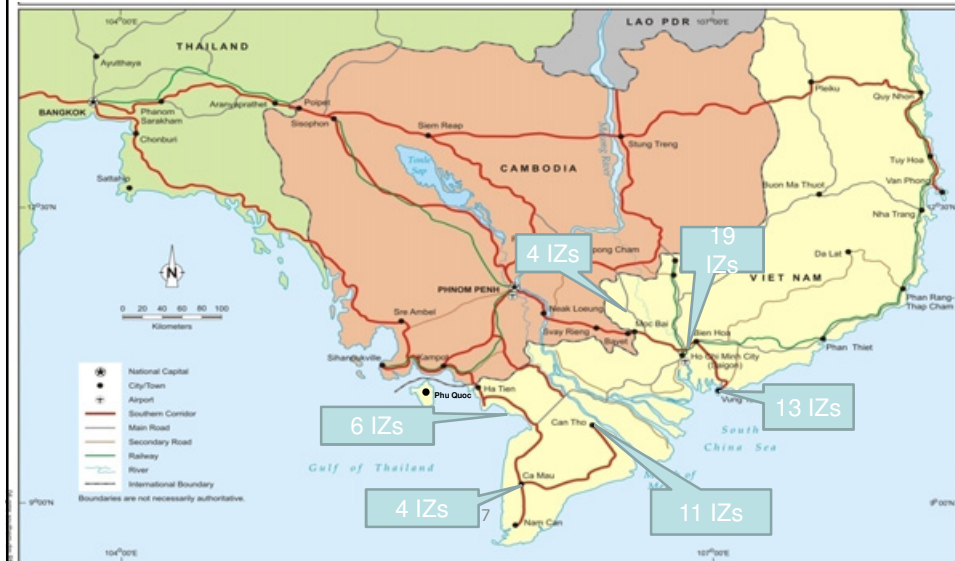 104°00'E
107°00'E
LAO PDR
THAILAND
Ayutthaya
BANGKOK
Phanom
Sarakham
Aranyaprathet
Poipet
Sisophon
Chonburi
Siem Reap
Stung Treng
Pleiku
Quy Nhon
Sattahip
Tonle
Sap
CAMBODIA
Mekong River
Tuy Hoa
Van Phong
Buon Ma Thuot
12°30'N
12°30'N
Nha Trang
4 IZs
19
IZs
Da Lat
VIET NAM
PHNOM PENH
N
0 20 40 60 80 100
Kilometers
Neak Loeung
Sre Ambel
Svay Rieng
Bavet
Moc Bai
Bien Hoa
Ho Chi Minh City
(Saigon)
Phan Rang-
Thap Cham
Phan Thiet
Sihanoukville
Kampot
Ha Tien
Phu Quoc
6 IZs
Can Tho
13 IZs
South
China Sea
Gulf of Thailand
Ca Mau
4 IZs
7
11 IZs
Nam Can
National Capital
City/Town
Airport
Southern Corridor
Main Road
Secondary Road
Railway
River
International Boundary
Boundaries are not necessarily authoritative.
9°00'N
9°00'N
104°00'E
107°00'E